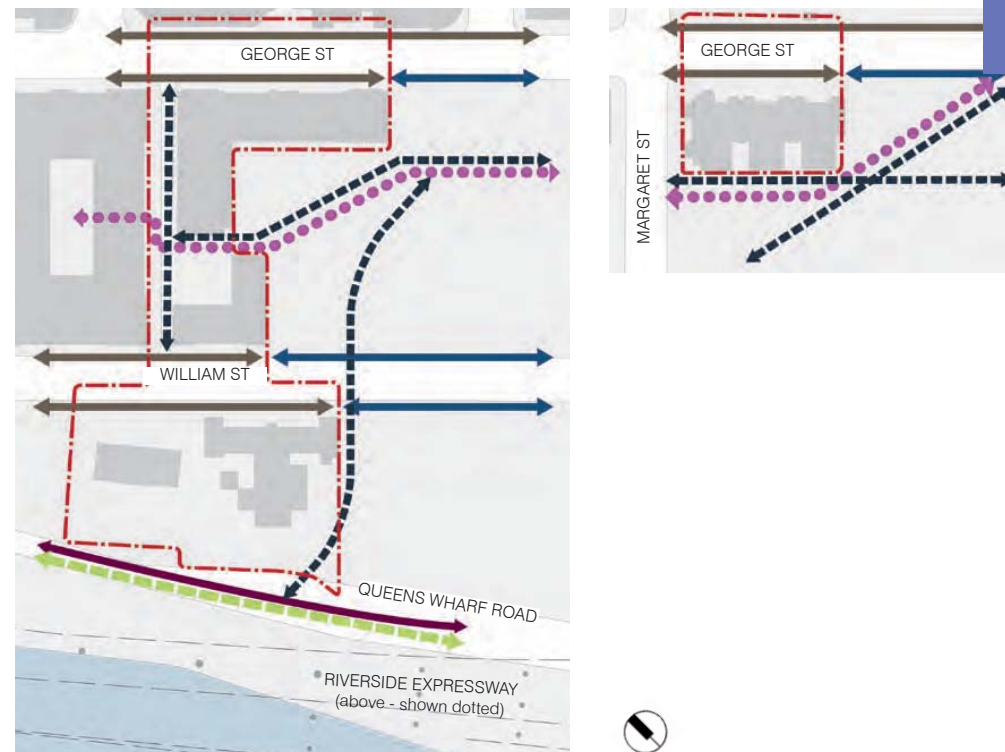 GEORGE ST
WILLIAM ST
QUEENS WHARF ROAD
RIVERSIDE EXPRESSWAY
(above - shown dotted)
GEORGE ST
MARGARET ST